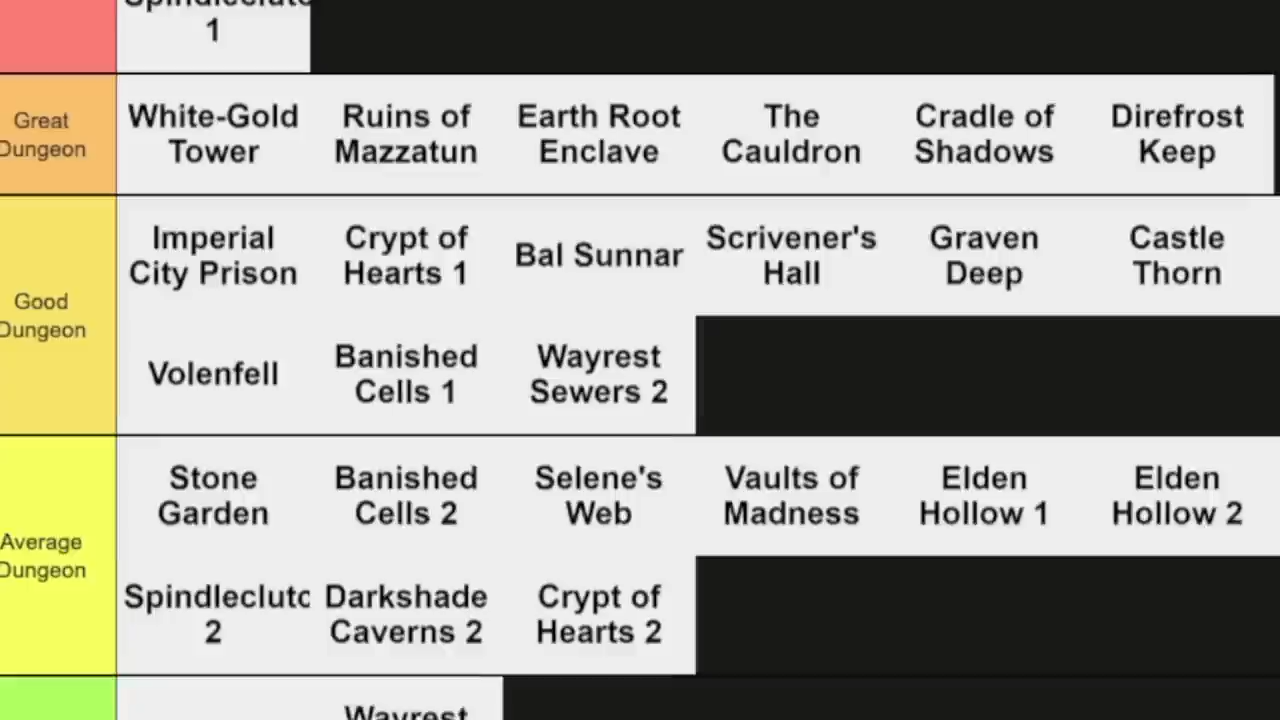 1
Great
Dungeon
White-Gold
Tower
Ruins of
Mazzatun
Earth Root
Enclave
The
Cauldron
Cradle of
Shadows
Direfrost
Keep
Good
Dungeon
Imperial
City Prison
Crypt of
Hearts 1
Bal Sunnar
Scrivener's
Hall
Graven
Deep
Castle
Thorn
Volenfell
Banished
Cells 1
Wayrest
Sewers 2
Average
Dungeon
Stone
Garden
Banished
Cells 2
Selene's
Web
Vaults of
Madness
Elden
Hollow 1
Elden
Hollow 2
Spindleclutc
2
Darkshade
Caverns 2
Crypt of
Hearts 2
Wayrest